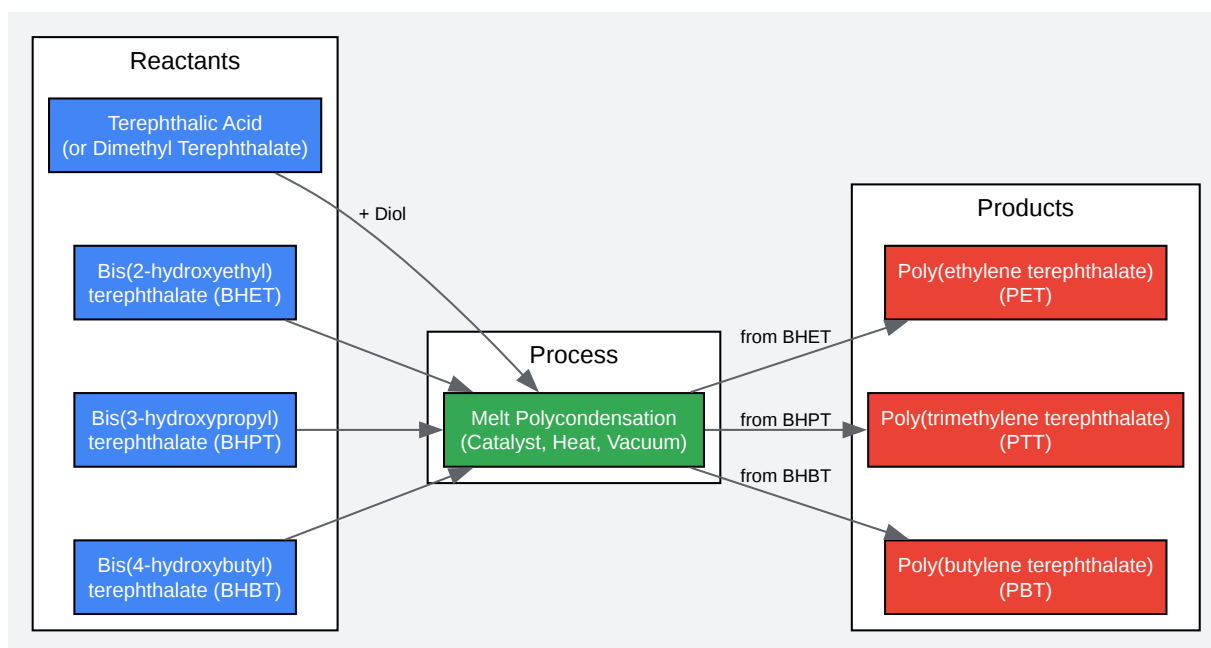 Reactants
Terephthalic Acid
(or Dimethyl Terephthalate)
+ Diol
Bis(2-hydroxyethyl)
terephthalate (BHET)
Bis(3-hydroxypropyl)
terephthalate (BHPT)
Bis(4-hydroxybutyl)
terephthalate (BHBT)
Process
Melt Polycondensation
(Catalyst, Heat, Vacuum)
from BHET
from BHPT
from BHBT
Products
Poly(ethylene terephthalate)
(PET)
Poly(trimethylene terephthalate)
(PTT)
Poly(butylene terephthalate)
(PBT)